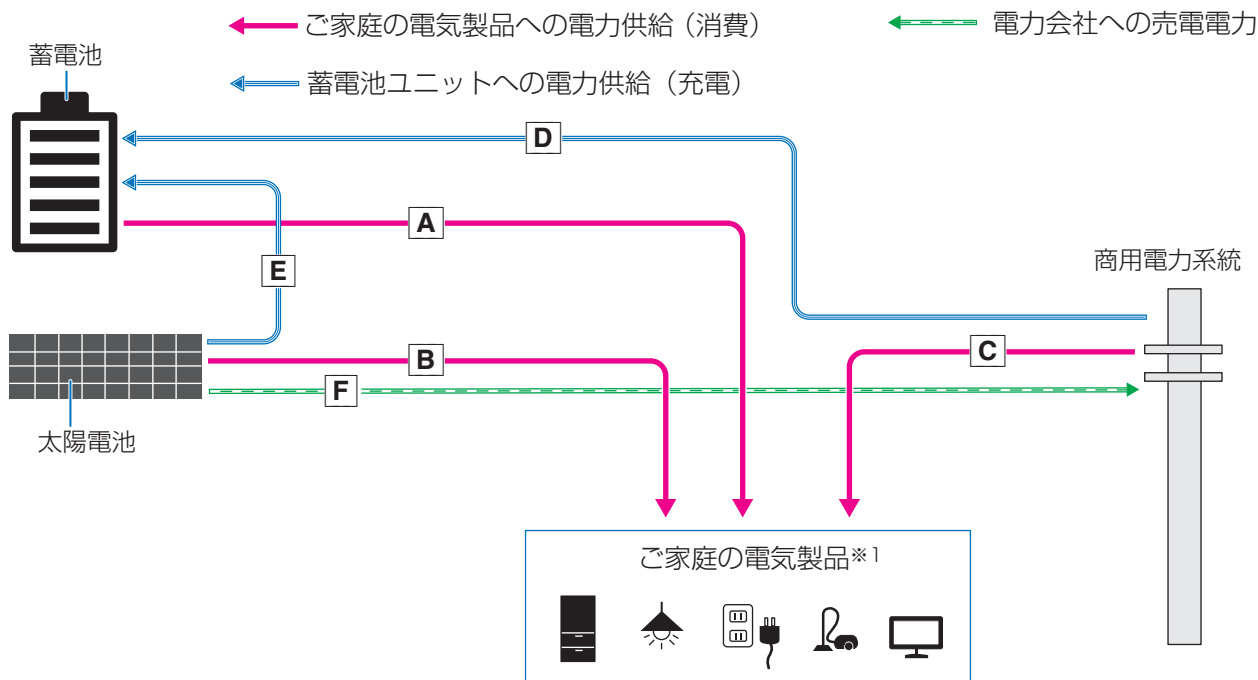 ご家庭の電気製品への電力供給（消費）
電力会社への売電電力
蓄電池
蓄電池ユニットへの電力供給（充電）
D
A
E
商用電力系統
B
C
F
太陽電池
ご家庭の電気製品※1